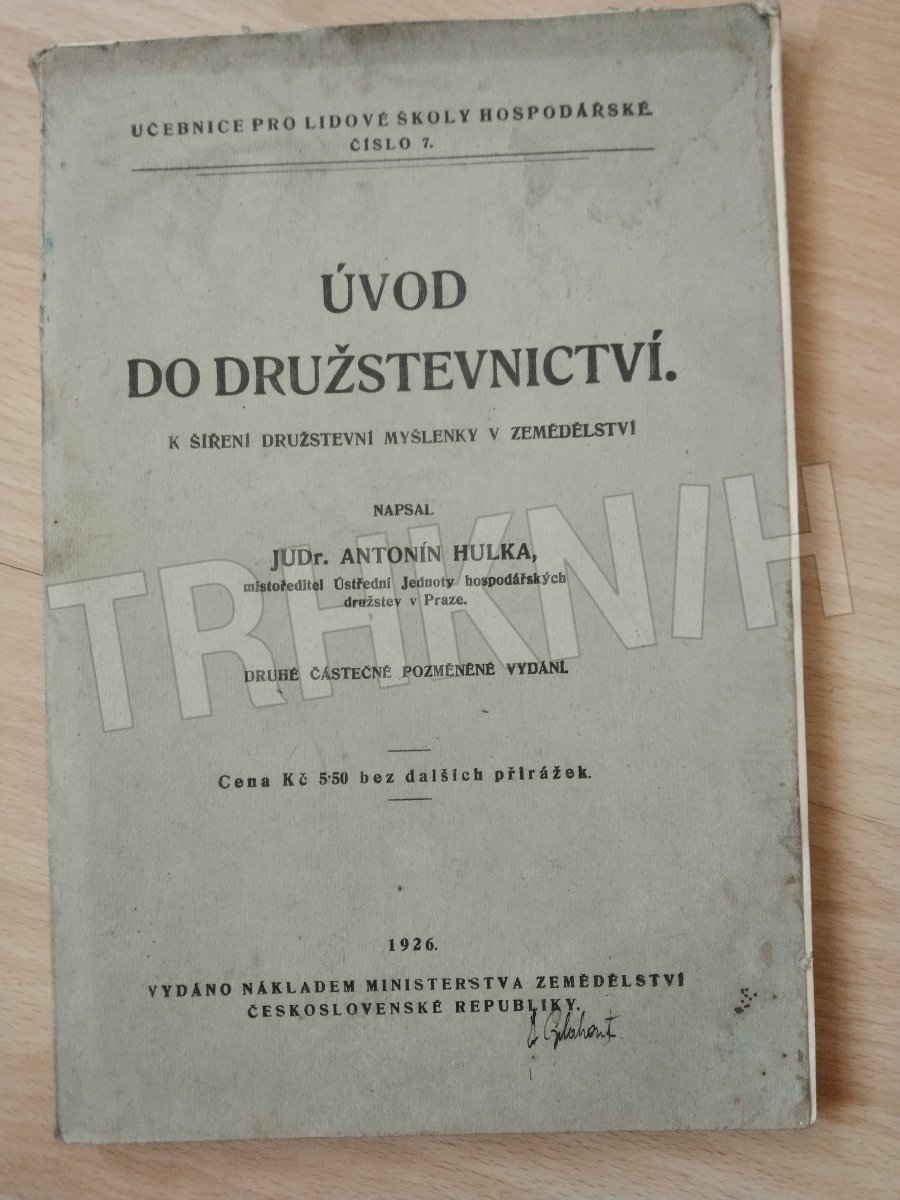 UČEBNICE PRO LIDOVÉ ŠKOLY HOSPODÁŘSKÉ.
ČÍSLO 7.
ÚVOD
DO DRUŽSTEVNICTVÍ.
K ŠÍŘENÍ DRUŽSTEVNÍ MYŠLENKY V ZEMĚDĚLSTVÍ
NAPSAL
JUDr. ANTONÍN HULKA,
místoředitel Ústřední Jednoty hospodářských
družstev v Praze.
TRHKNIH
DRUHÉ ČÁSTEČNĚ POZMĚNĚNÉ VYDÁNÍ.
Cena Kč 5·50 bez dalších přirážek.
1926.
VYDÁNO NÁKLADEM MINISTERSTVA ZEMĚDĚLSTVÍ
ČESKOSLOVENSKÉ REPUBLIKY.